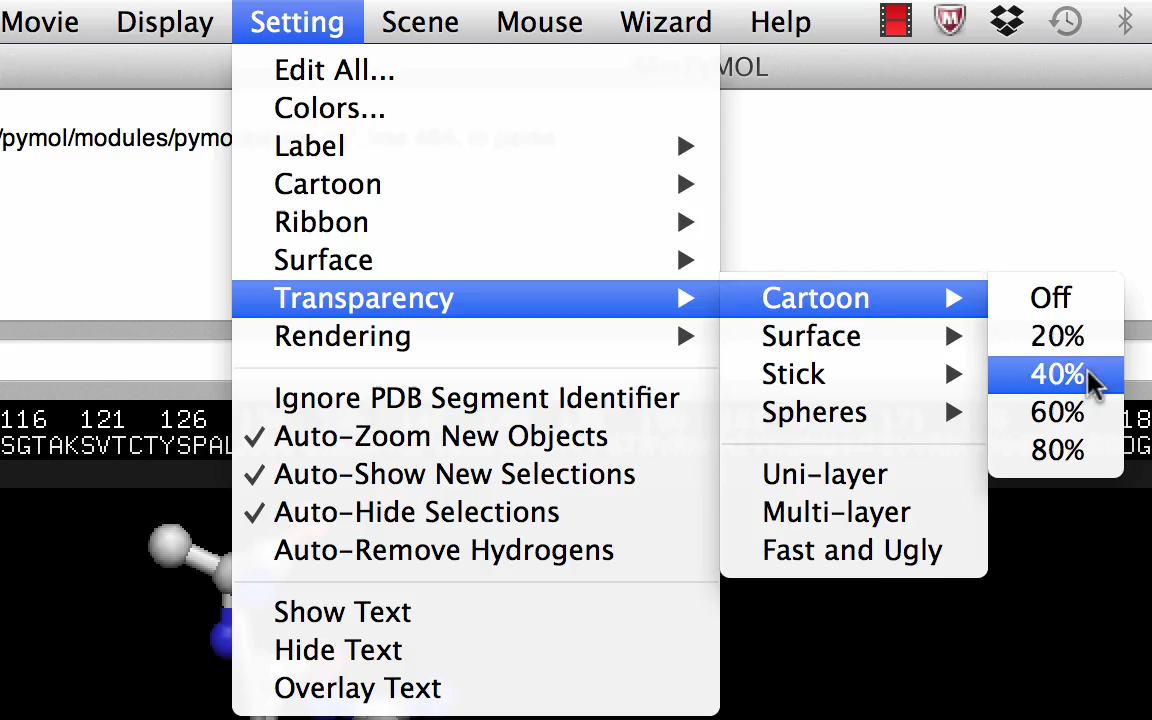 Movie Display Setting Scene Mouse Wizard Help
MOL
/pymol/modules/pymo
Edit All...
Colors...
Label
Cartoon
Ribbon
Surface
Transparency
Rendering
Ignore PDB Segment Identifier
Auto-Zoom New Objects
Auto-Show New Selections
Auto-Hide Selections
Auto-Remove Hydrogens
Show Text
Hide Text
Overlay Text
Cartoon
Surface
Stick
Spheres
Uni-layer
Multi-layer
Fast and Ugly
Off
20%
40%
60%
80%
116 121 126
SGTAKSVTCTYSPAL
18
DG